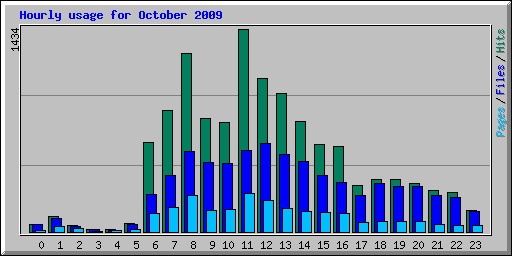 Hourly usage for October 2009
1434
Pages / Files / Hits
0 1 2 3 4 5 6 7 8 9 10 11 12 13 14 15 16 17 18 19 20 21 22 23